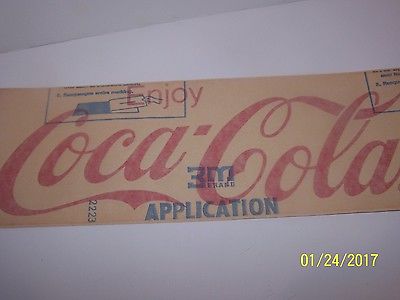 Enjoy
Coca-Cola
3M
BRAND
APPLICATION
2223
01/24/2017